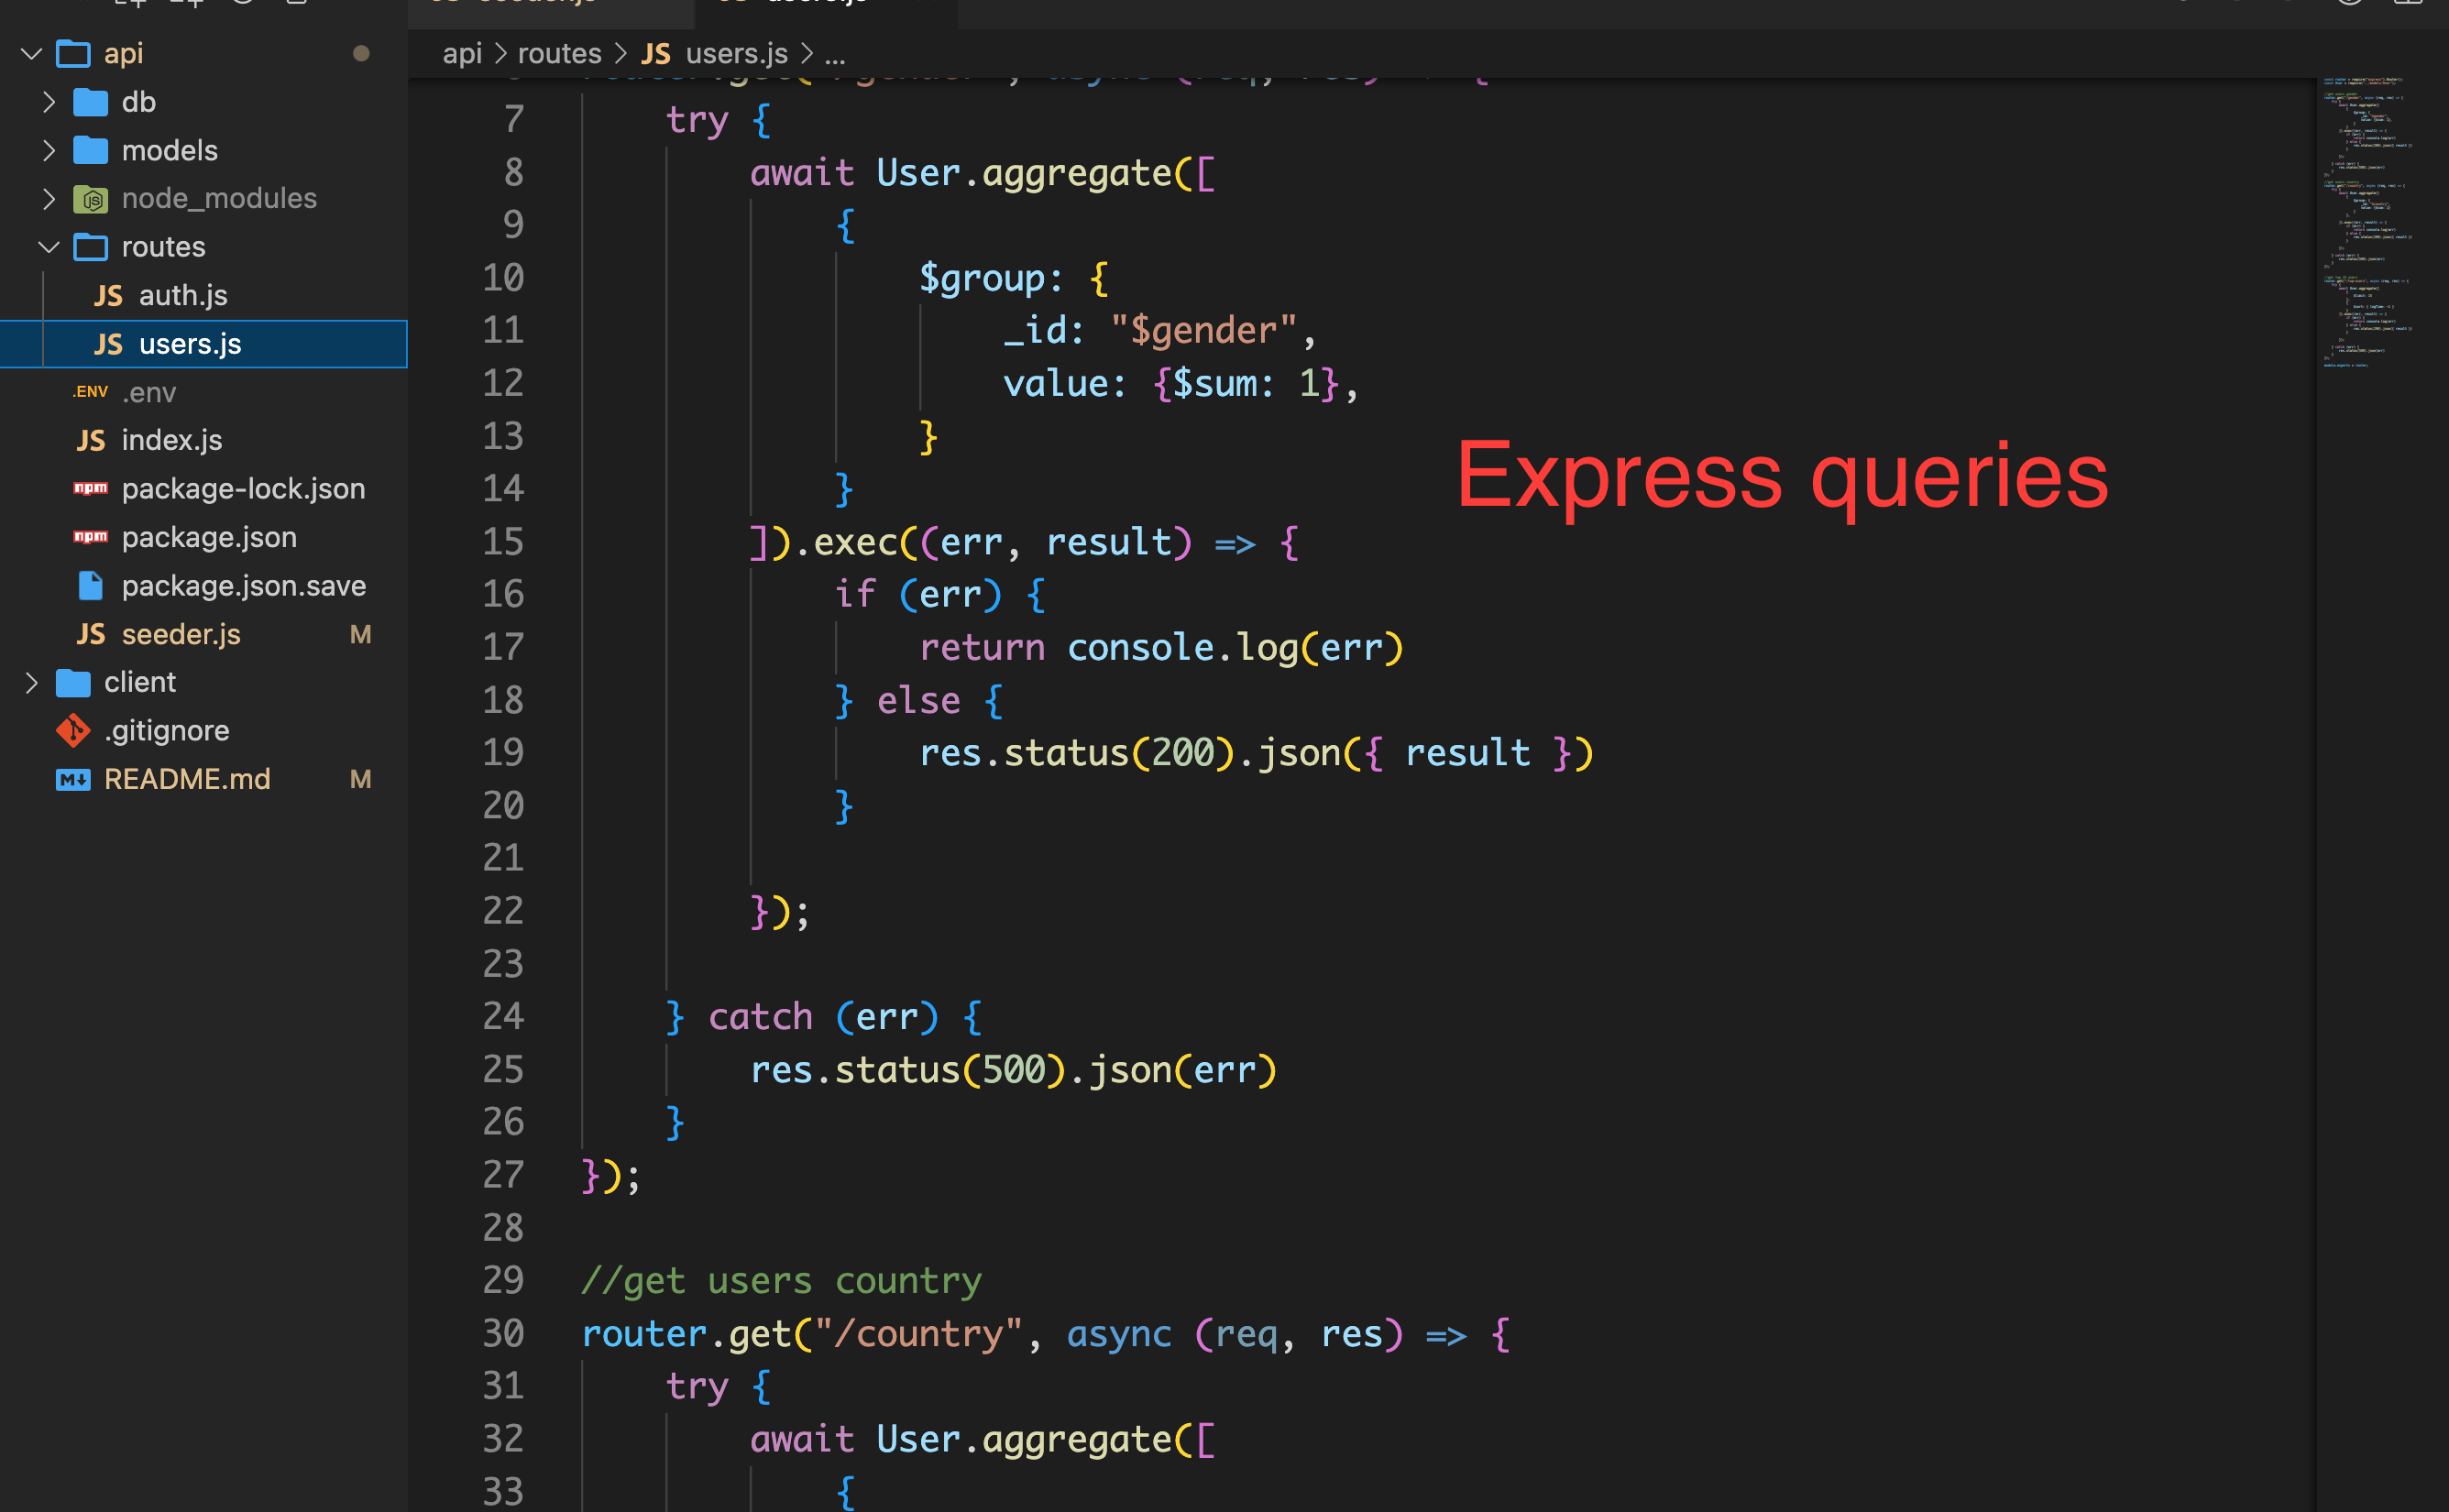 api
db
models
node_modules
routes
auth.js
users.js
.env
index.js
package-lock.json
package.json
package.json.save
seeder.js M
client
.gitignore
README.md M
api > routes > JS users.js > ...
7 try {
8 await User.aggregate([
9 {
10 $group: {
11 _id: "$gender",
12 value: {$sum: 1},
13 }
14 }
15 ]).exec((err, result) => {
16 if (err) {
17 return console.log(err)
18 } else {
19 res.status(200).json({ result })
20 }
21
22 });
23
24 } catch (err) {
25 res.status(500).json(err)
26 }
27 });
28
29 //get users country
30 router.get("/country", async (req, res) => {
31 try {
32 await User.aggregate([
33 {
Express queries